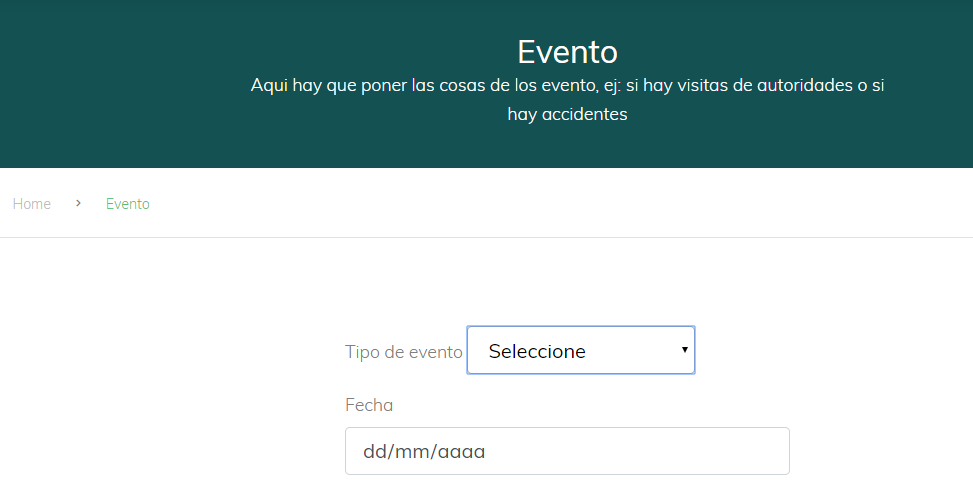 Evento
Aqui hay que poner las cosas de los evento, ej: si hay visitas de autoridades o si
hay accidentes
Home > Evento
Tipo de evento Seleccione
Fecha
dd/mm/aaaa